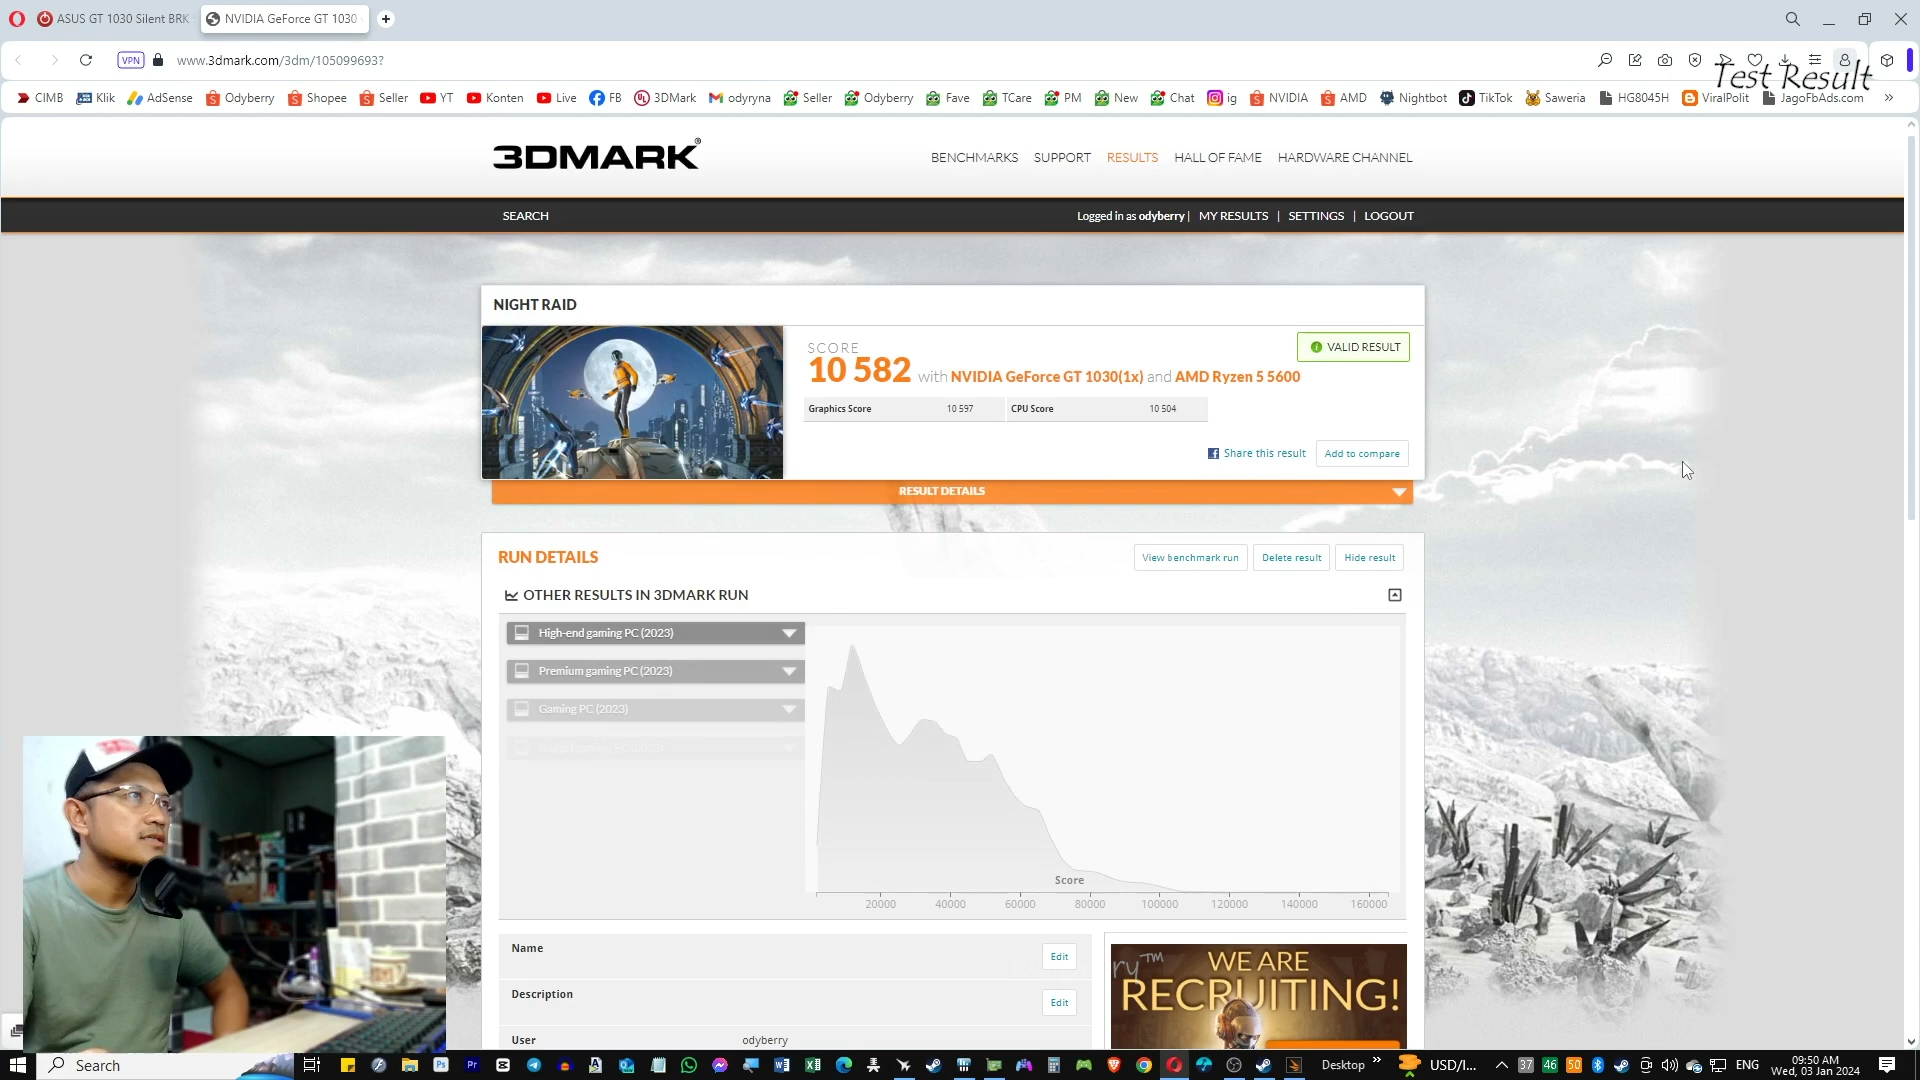 ASUS GT 1030 Silent BRK
NVIDIA GeForce GT 1030
VPN
www.3dmark.com/3dm/105099693?
Test Result
CIMB
Klik
AdSense
Odyberry
Shopee
Seller
YT
Konten
Live
FB
3DMark
odyryna
Seller
Odyberry
Fave
TCare
PM
New
Chat
ig
NVIDIA
AMD
Nightbot
TikTok
Saweria
HG8045H
ViralPolit
JagoFbAds.com
3DMARK®
BENCHMARKS SUPPORT RESULTS HALL OF FAME HARDWARE CHANNEL
SEARCH
Logged in as odyberry | MY RESULTS | SETTINGS | LOGOUT
NIGHT RAID
SCORE
VALID RESULT
10 582 with NVIDIA GeForce GT 1030(1x) and AMD Ryzen 5 5600
Graphics Score 10 597 CPU Score 10 504
Share this result Add to compare
RESULT DETAILS
RUN DETAILS
View benchmark run
Delete result
Hide result
OTHER RESULTS IN 3DMARK RUN
High-end gaming PC (2023)
Premium gaming PC (2023)
Gaming PC (2023)
Score
20000 40000 60000 80000 100000 120000 140000 160000
Name
Edit
Description
Edit
User odyberry
ry™
WE ARE
RECRUITING!
Search
Desktop
USD/I...
37
46
50
ENG
09:50 AM
Wed, 03 Jan 2024